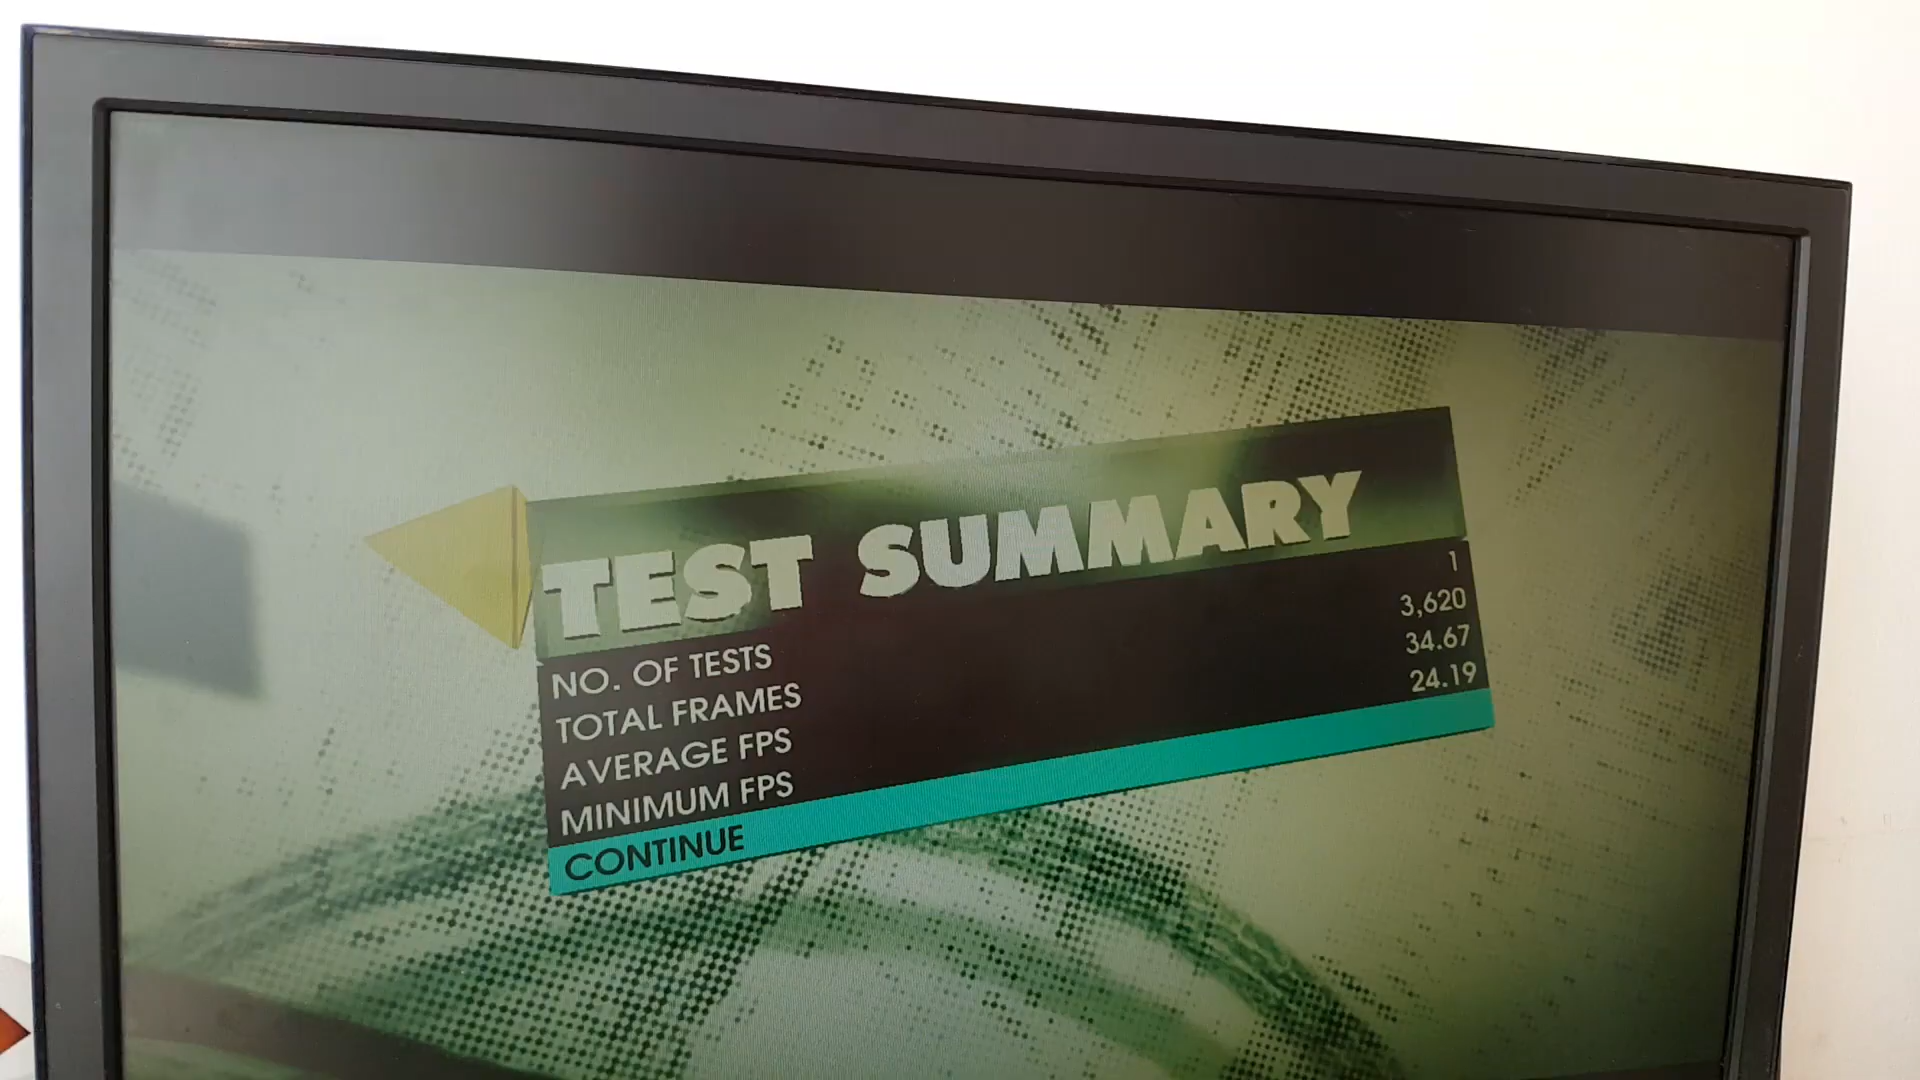 TEST SUMMARY
NO. OF TESTS 1
TOTAL FRAMES 3,620
AVERAGE FPS 34.67
MINIMUM FPS 24.19
CONTINUE